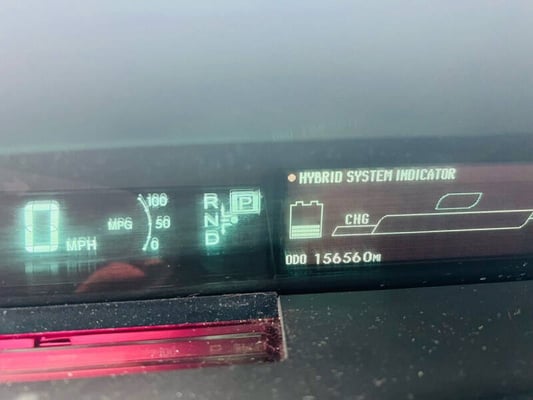 HYBRID SYSTEM INDICATOR
0 MPH
MPG 100 50 0
R P
N
D
CHG
ODO 156560MI